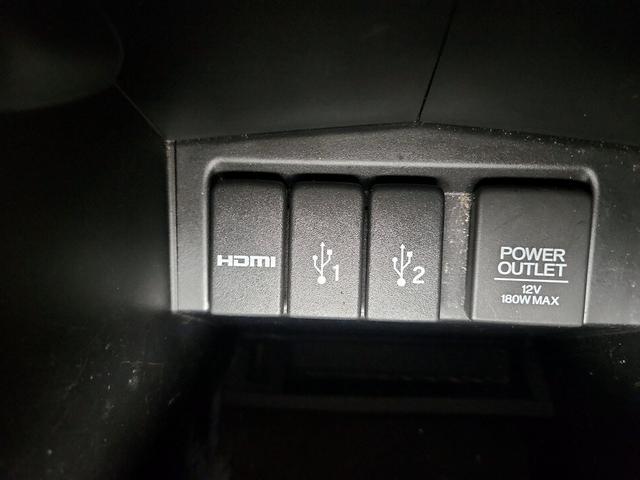 HDMI
1
2
POWER
OUTLET
12V
180W MAX